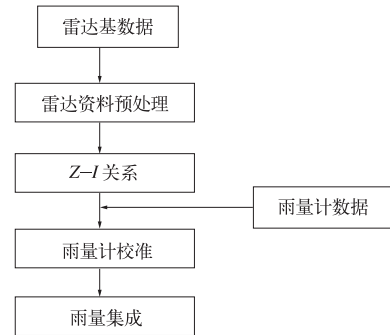 雷达基数据
雷达资料预处理
Z–I 关系
雨量计数据
雨量计校准
雨量集成